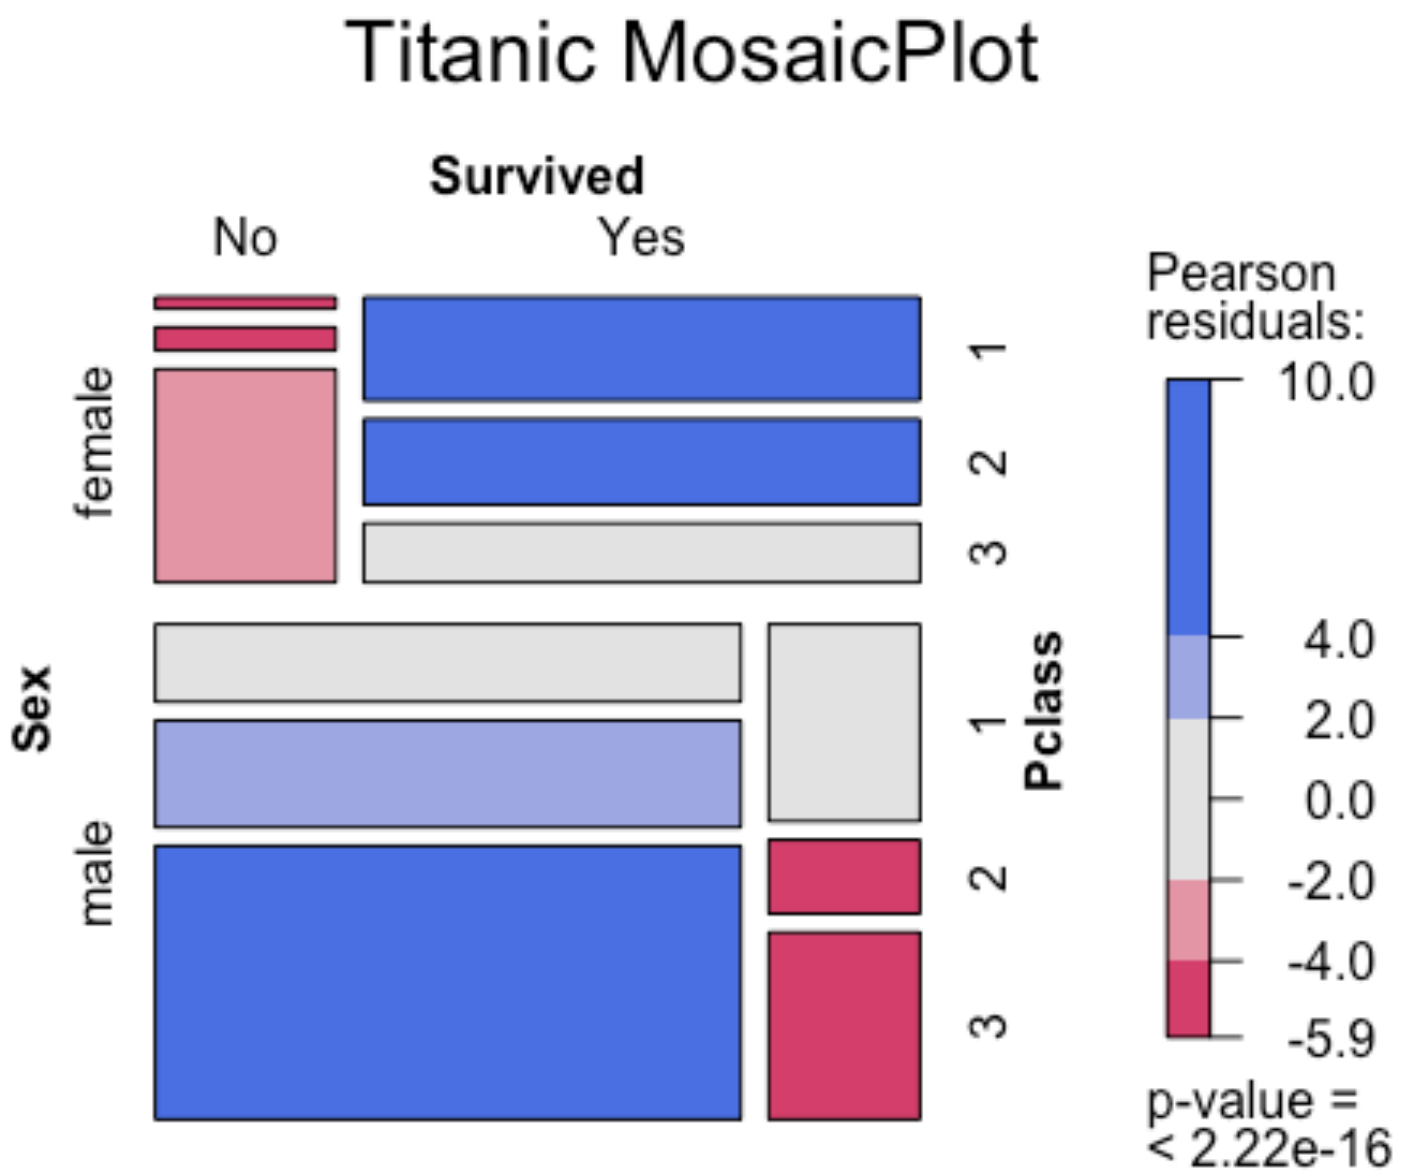 Titanic MosaicPlot
Survived
No
Yes
Sex
female
male
1
2
3
1
2
3
Pclass
Pearson
residuals:
10.0
4.0
2.0
0.0
-2.0
-4.0
-5.9
p-value =
< 2.22e-16